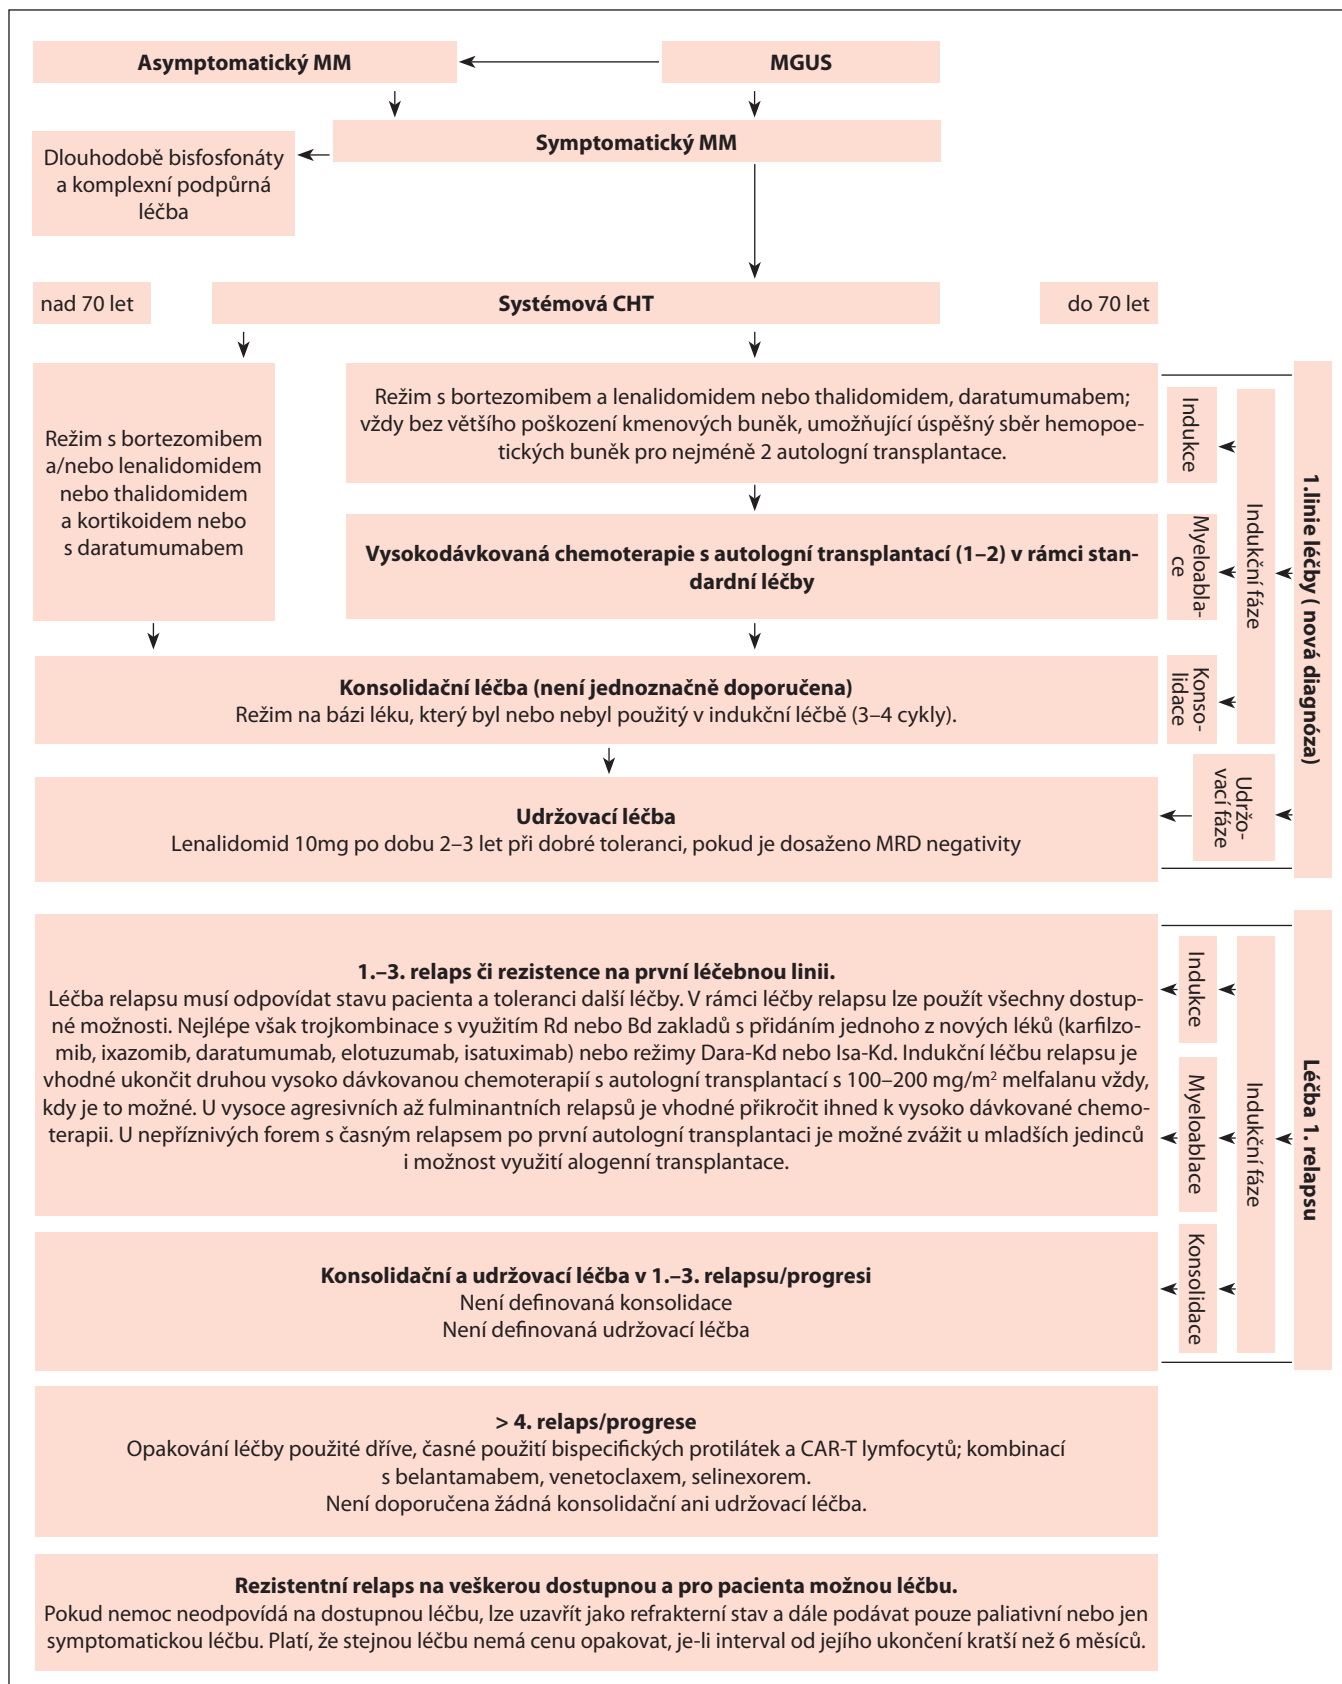 Asymptomatický MM
MGUS
Symptomatický MM
Dlouhodobě bisfosfonáty
a komplexní podpůrná
léčba
nad 70 let
Systémová CHT
do 70 let
Režim s bortezomibem
a/nebo lenalidomidem
nebo thalidomidem
a kortikoidem nebo
s daratumumabem
Režim s bortezomibem a lenalidomidem nebo thalidomidem, daratumumabem;
vždy bez většího poškození kmenových buněk, umožňující úspěšný sběr hemopoe-
tických buněk pro nejméně 2 autologní transplantace.
Indukce
Vysokodávkovaná chemoterapie s autologní transplantací (1–2) v rámci stan-
dardní léčby
Myeloabla-
ce
Indukční fáze
1.linie léčby ( nová diagnóza)
Konsolidační léčba (není jednoznačně doporučena)
Režim na bázi léku, který byl nebo nebyl použitý v indukční léčbě (3–4 cykly).
Konso-
lidace
Udržovací léčba
Lenalidomid 10mg po dobu 2–3 let při dobré toleranci, pokud je dosaženo MRD negativity
Udržo-
vací fáze
1.–3. relaps či rezistence na první léčebnou linii.
Léčba relapsu musí odpovídat stavu pacienta a toleranci další léčby. V rámci léčby relapsu lze použít všechny dostup-
né možnosti. Nejlépe však trojkombinace s využitím Rd nebo Bd zakladů s přidáním jednoho z nových léků (karfilzo-
mib, ixazomib, daratumumab, elotuzumab, isatuximab) nebo režimy Dara-Kd nebo Isa-Kd. Indukční léčbu relapsu je
vhodné ukončit druhou vysoko dávkovanou chemoterapií s autologní transplantací s 100–200 mg/m² melfalanu vždy,
kdy je to možné. U vysoce agresivních až fulminantních relapsů je vhodné přikročit ihned k vysoko dávkované chemo-
terapii. U nepříznivých forem s časným relapsem po první autologní transplantaci je možné zvážit u mladších jedinců
i možnost využití alogenní transplantace.
Indukce
Myeloablace
Indukční fáze
Léčba 1. relapsu
Konsolidační a udržovací léčba v 1.–3. relapsu/progresi
Není definovaná konsolidace
Není definovaná udržovací léčba
Konsolidace
> 4. relaps/progrese
Opakování léčby použité dříve, časné použití bispecifických protilátek a CAR-T lymfocytů; kombinací
s belantamabem, venetoclaxem, selinexorem.
Není doporučena žádná konsolidační ani udržovací léčba.
Rezistentní relaps na veškerou dostupnou a pro pacienta možnou léčbu.
Pokud nemoc neodpovídá na dostupnou léčbu, lze uzavřít jako refrakterní stav a dále podávat pouze paliativní nebo jen
symptomatickou léčbu. Platí, že stejnou léčbu nemá cenu opakovat, je-li interval od jejího ukončení kratší než 6 měsíců.